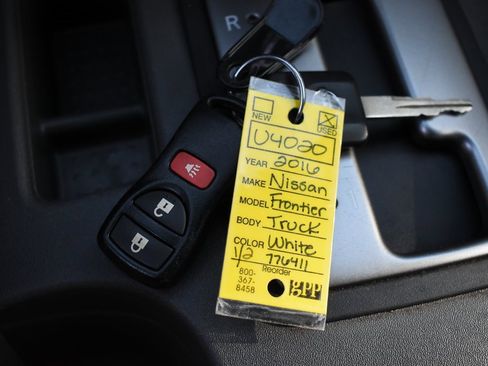 R
NEW USED
U4020
YEAR 2016
MAKE Nissan
MODEL Frontier
BODY Truck
COLOR White
1/2 776411
Reorder
800-
367-
8458
gpp